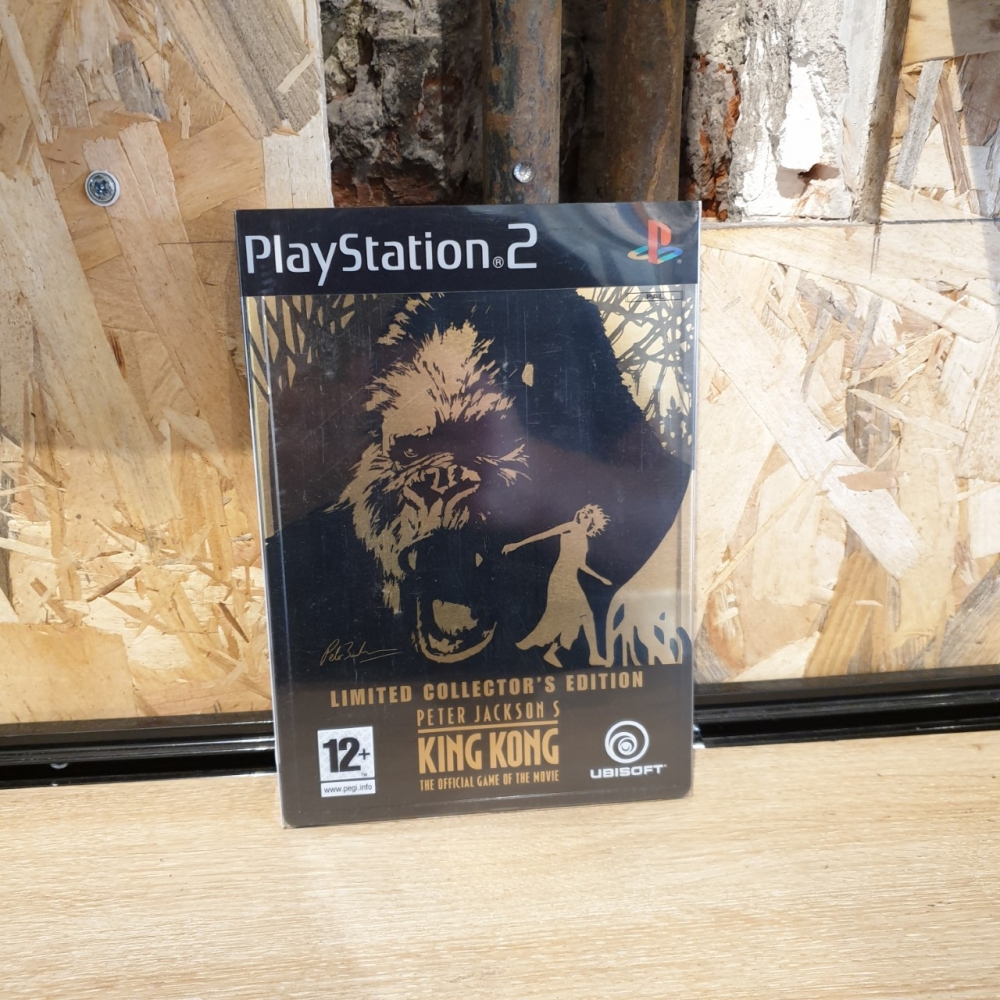 PlayStation®2
LIMITED COLLECTOR'S EDITION
PETER JACKSON S
KING KONG
THE OFFICIAL GAME OF THE MOVIE
12+
www.pegi.info
UBISOFT™